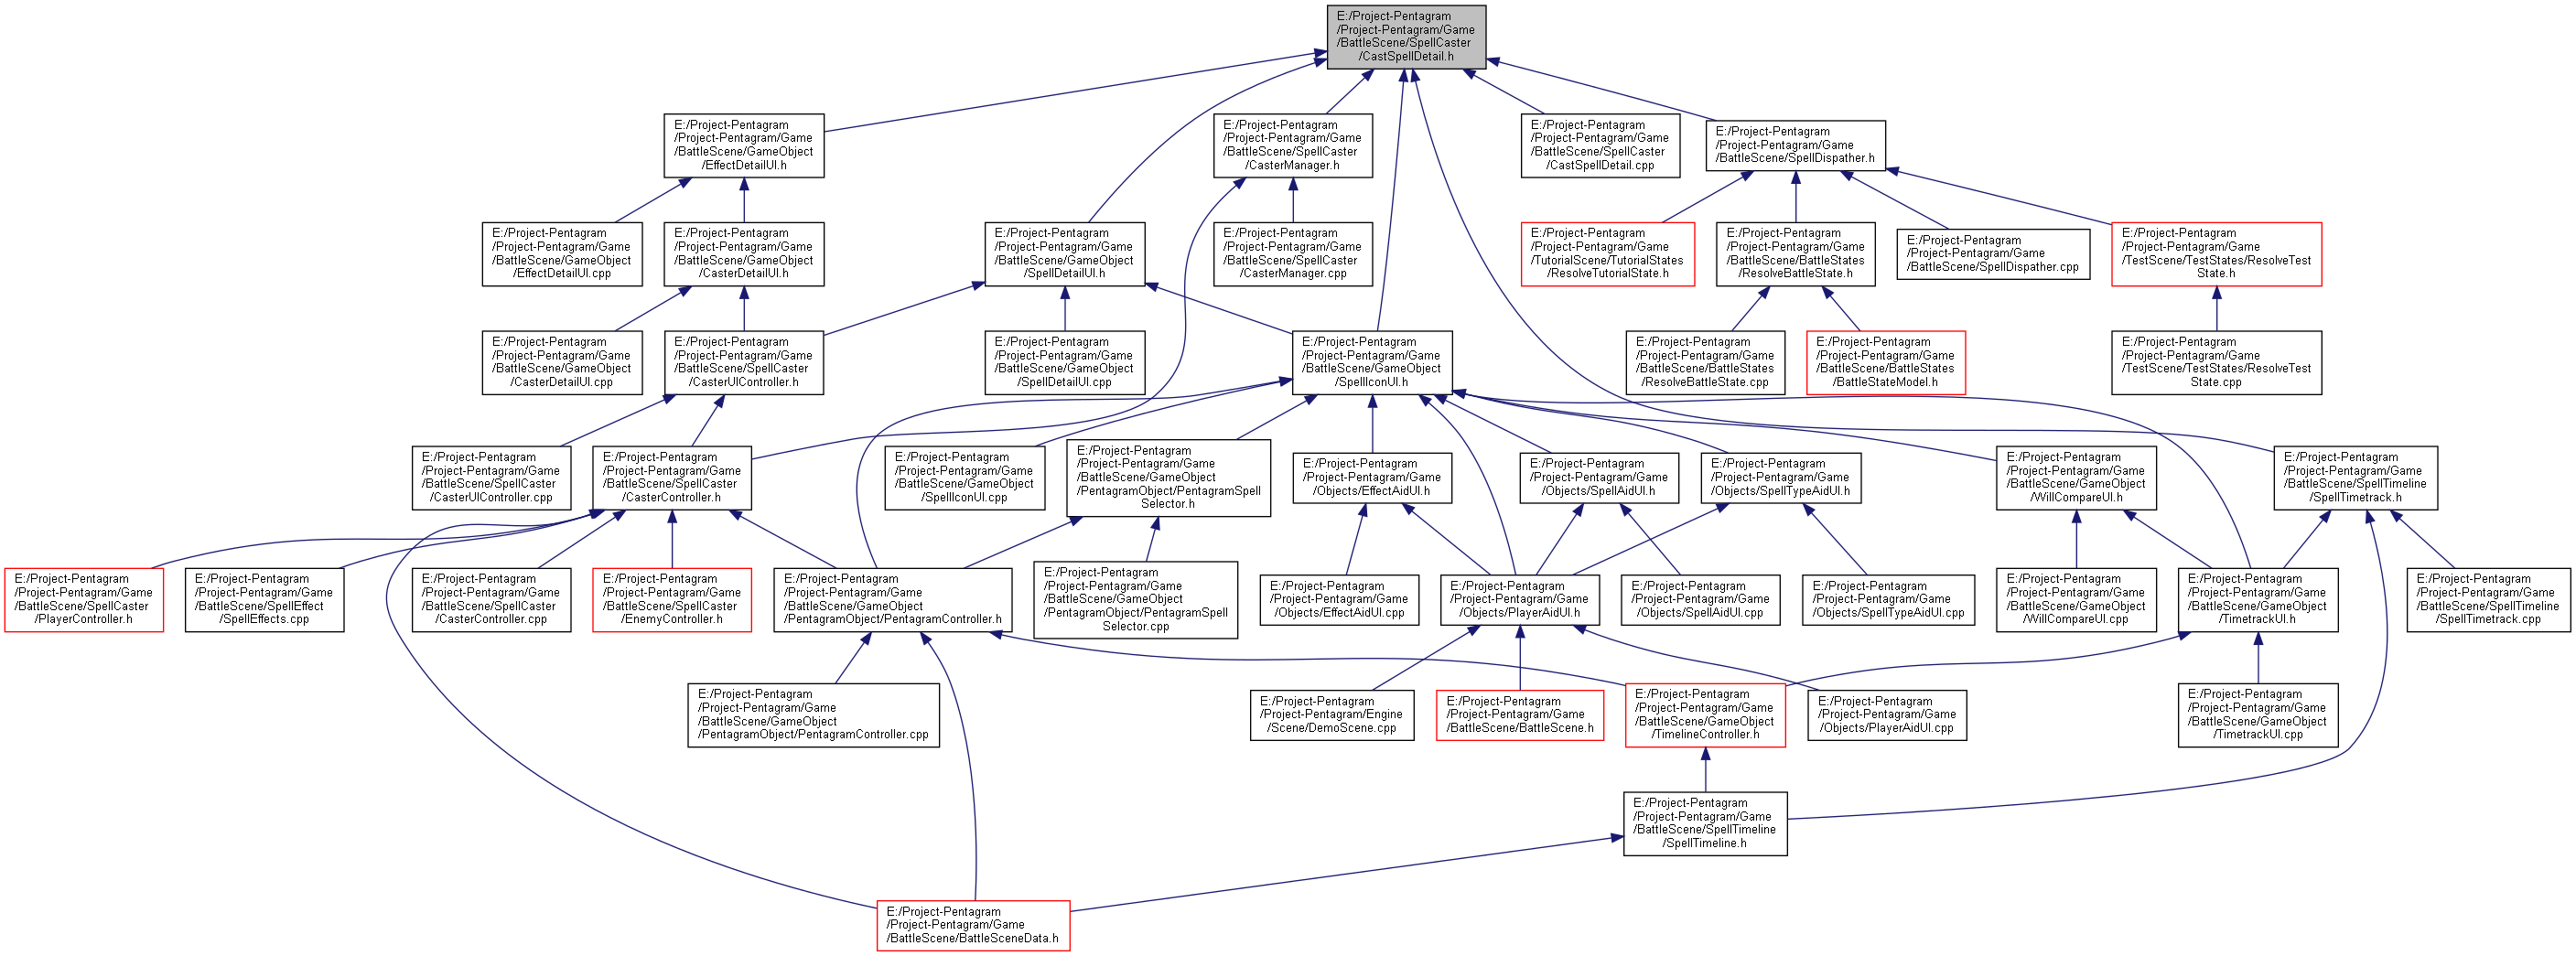 E:/Project-Pentagram
/Project-Pentagram/Game
/BattleScene/SpellCaster
/CastSpellDetail.h
E:/Project-Pentagram
/Project-Pentagram/Game
/BattleScene/GameObject
/EffectDetailUI.h
E:/Project-Pentagram
/Project-Pentagram/Game
/BattleScene/SpellCaster
/CasterManager.h
E:/Project-Pentagram
/Project-Pentagram/Game
/BattleScene/SpellCaster
/CastSpellDetail.cpp
E:/Project-Pentagram
/Project-Pentagram/Game
/BattleScene/SpellDispather.h
E:/Project-Pentagram
/Project-Pentagram/Game
/BattleScene/GameObject
/EffectDetailUI.cpp
E:/Project-Pentagram
/Project-Pentagram/Game
/BattleScene/GameObject
/CasterDetailUI.h
E:/Project-Pentagram
/Project-Pentagram/Game
/BattleScene/GameObject
/SpellDetailUI.h
E:/Project-Pentagram
/Project-Pentagram/Game
/BattleScene/SpellCaster
/CasterManager.cpp
E:/Project-Pentagram
/Project-Pentagram/Game
/TutorialScene/TutorialStates
/ResolveTutorialState.h
E:/Project-Pentagram
/Project-Pentagram/Game
/BattleScene/BattleStates
/ResolveBattleState.h
E:/Project-Pentagram
/Project-Pentagram/Game
/BattleScene/SpellDispather.cpp
E:/Project-Pentagram
/Project-Pentagram/Game
/TestScene/TestStates/ResolveTest
State.h
E:/Project-Pentagram
/Project-Pentagram/Game
/BattleScene/GameObject
/CasterDetailUI.cpp
E:/Project-Pentagram
/Project-Pentagram/Game
/BattleScene/SpellCaster
/CasterUIController.h
E:/Project-Pentagram
/Project-Pentagram/Game
/BattleScene/GameObject
/SpellDetailUI.cpp
E:/Project-Pentagram
/Project-Pentagram/Game
/BattleScene/GameObject
/SpellIconUI.h
E:/Project-Pentagram
/Project-Pentagram/Game
/BattleScene/BattleStates
/ResolveBattleState.cpp
E:/Project-Pentagram
/Project-Pentagram/Game
/BattleScene/BattleStates
/BattleStateModel.h
E:/Project-Pentagram
/Project-Pentagram/Game
/TestScene/TestStates/ResolveTest
State.cpp
E:/Project-Pentagram
/Project-Pentagram/Game
/BattleScene/SpellCaster
/CasterUIController.cpp
E:/Project-Pentagram
/Project-Pentagram/Game
/BattleScene/SpellCaster
/CasterController.h
E:/Project-Pentagram
/Project-Pentagram/Game
/BattleScene/GameObject
/SpellIconUI.cpp
E:/Project-Pentagram
/Project-Pentagram/Game
/BattleScene/GameObject
/PentagramObject/PentagramSpell
Selector.h
E:/Project-Pentagram
/Project-Pentagram/Game
/Objects/EffectAidUI.h
E:/Project-Pentagram
/Project-Pentagram/Game
/Objects/SpellAidUI.h
E:/Project-Pentagram
/Project-Pentagram/Game
/Objects/SpellTypeAidUI.h
E:/Project-Pentagram
/Project-Pentagram/Game
/BattleScene/GameObject
/WillCompareUI.h
E:/Project-Pentagram
/Project-Pentagram/Game
/BattleScene/SpellTimeline
/SpellTimetrack.h
E:/Project-Pentagram
/Project-Pentagram/Game
/BattleScene/SpellCaster
/PlayerController.h
E:/Project-Pentagram
/Project-Pentagram/Game
/BattleScene/SpellEffect
/SpellEffects.cpp
E:/Project-Pentagram
/Project-Pentagram/Game
/BattleScene/SpellCaster
/CasterController.cpp
E:/Project-Pentagram
/Project-Pentagram/Game
/BattleScene/SpellCaster
/EnemyController.h
E:/Project-Pentagram
/Project-Pentagram/Game
/BattleScene/GameObject
/PentagramObject/PentagramController.h
E:/Project-Pentagram
/Project-Pentagram/Game
/BattleScene/GameObject
/PentagramObject/PentagramSpell
Selector.cpp
E:/Project-Pentagram
/Project-Pentagram/Game
/Objects/EffectAidUI.cpp
E:/Project-Pentagram
/Project-Pentagram/Game
/Objects/PlayerAidUI.h
E:/Project-Pentagram
/Project-Pentagram/Game
/Objects/SpellAidUI.cpp
E:/Project-Pentagram
/Project-Pentagram/Game
/Objects/SpellTypeAidUI.cpp
E:/Project-Pentagram
/Project-Pentagram/Game
/BattleScene/GameObject
/WillCompareUI.cpp
E:/Project-Pentagram
/Project-Pentagram/Game
/BattleScene/GameObject
/TimetrackUI.h
E:/Project-Pentagram
/Project-Pentagram/Game
/BattleScene/SpellTimeline
/SpellTimetrack.cpp
E:/Project-Pentagram
/Project-Pentagram/Game
/BattleScene/GameObject
/PentagramObject/PentagramController.cpp
E:/Project-Pentagram
/Project-Pentagram/Engine
/Scene/DemoScene.cpp
E:/Project-Pentagram
/Project-Pentagram/Game
/BattleScene/BattleScene.h
E:/Project-Pentagram
/Project-Pentagram/Game
/BattleScene/GameObject
/TimelineController.h
E:/Project-Pentagram
/Project-Pentagram/Game
/Objects/PlayerAidUI.cpp
E:/Project-Pentagram
/Project-Pentagram/Game
/BattleScene/GameObject
/TimetrackUI.cpp
E:/Project-Pentagram
/Project-Pentagram/Game
/BattleScene/SpellTimeline
/SpellTimeline.h
E:/Project-Pentagram
/Project-Pentagram/Game
/BattleScene/BattleSceneData.h